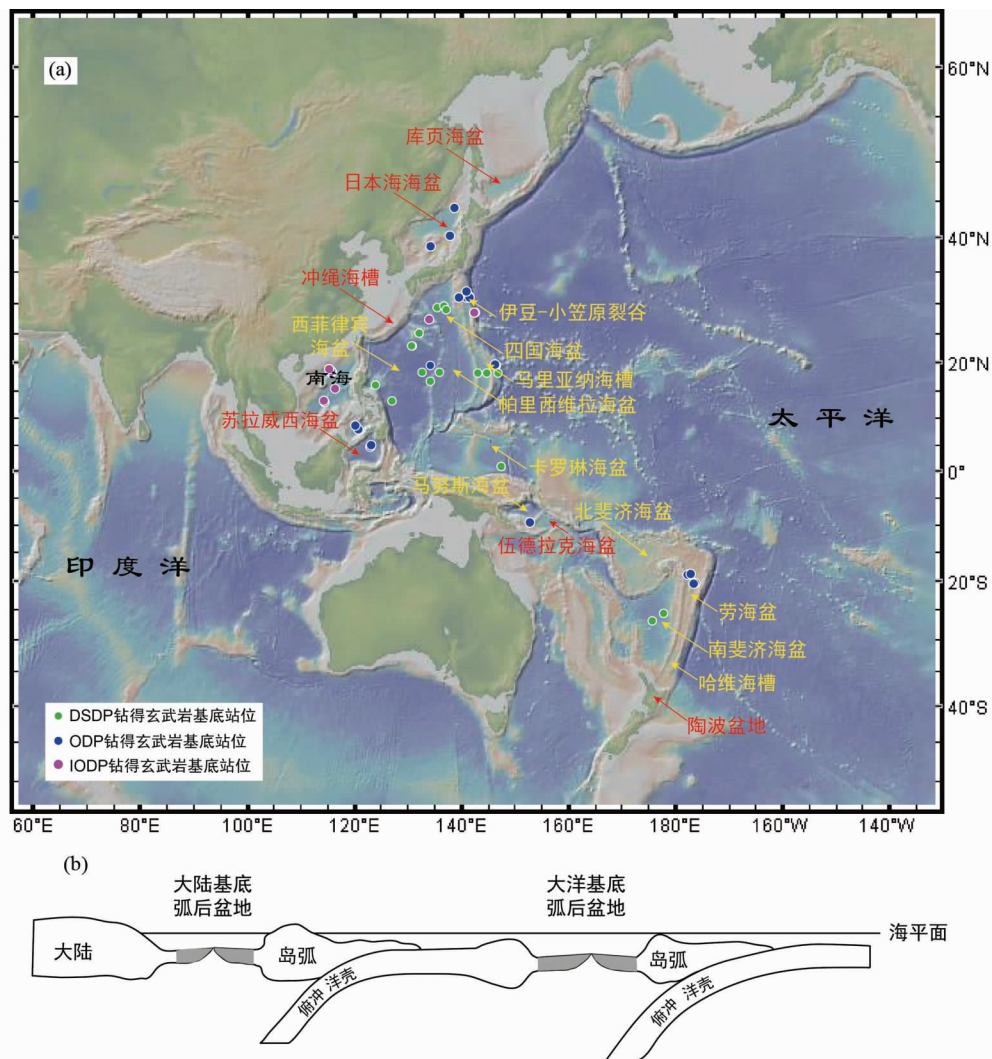 (a)
60°N
库页海盆
日本海海盆
40°N
冲绳海槽
伊豆-小笠原裂谷
西菲律宾
海盆
四国海盆
20°N
南海
马里亚纳海槽
帕里西维拉海盆
苏拉威西海盆
太平洋
卡罗琳海盆
0°
马努斯海盆
北斐济海盆
伍德拉克海盆
印度洋
20°S
劳海盆
南斐济海盆
哈维海槽
陶波盆地
40°S
DSDP钻得玄武岩基底站位
ODP钻得玄武岩基底站位
IODP钻得玄武岩基底站位
60°E 80°E 100°E 120°E 140°E 160°E 180°E 160°W 140°W
(b)
大陆基底
弧后盆地
大洋基底
弧后盆地
海平面
大陆
岛弧
岛弧
俯冲 洋壳
俯冲 洋壳